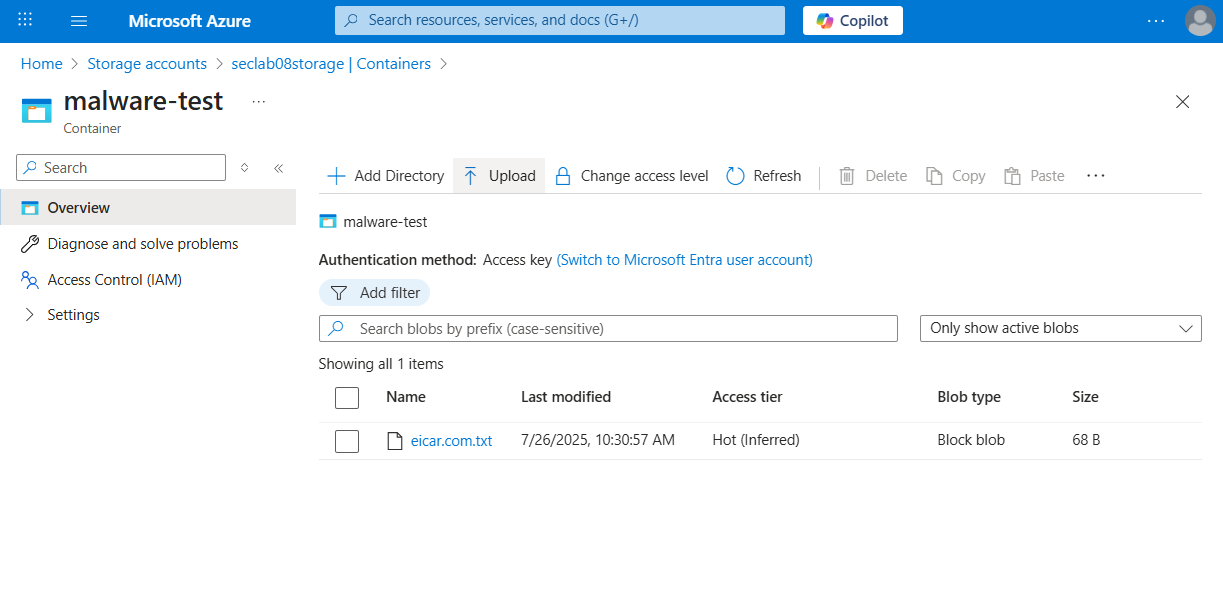 Microsoft Azure
Search resources, services, and docs (G+/)
Copilot
Home > Storage accounts > seclab08storage | Containers >
malware-test
Container
Search
Overview
Diagnose and solve problems
Access Control (IAM)
Settings
Add Directory
Upload
Change access level
Refresh
Delete
Copy
Paste
malware-test
Authentication method: Access key (Switch to Microsoft Entra user account)
Add filter
Search blobs by prefix (case-sensitive)
Only show active blobs
Showing all 1 items
Name Last modified Access tier Blob type Size
eicar.com.txt 7/26/2025, 10:30:57 AM Hot (Inferred) Block blob 68 B